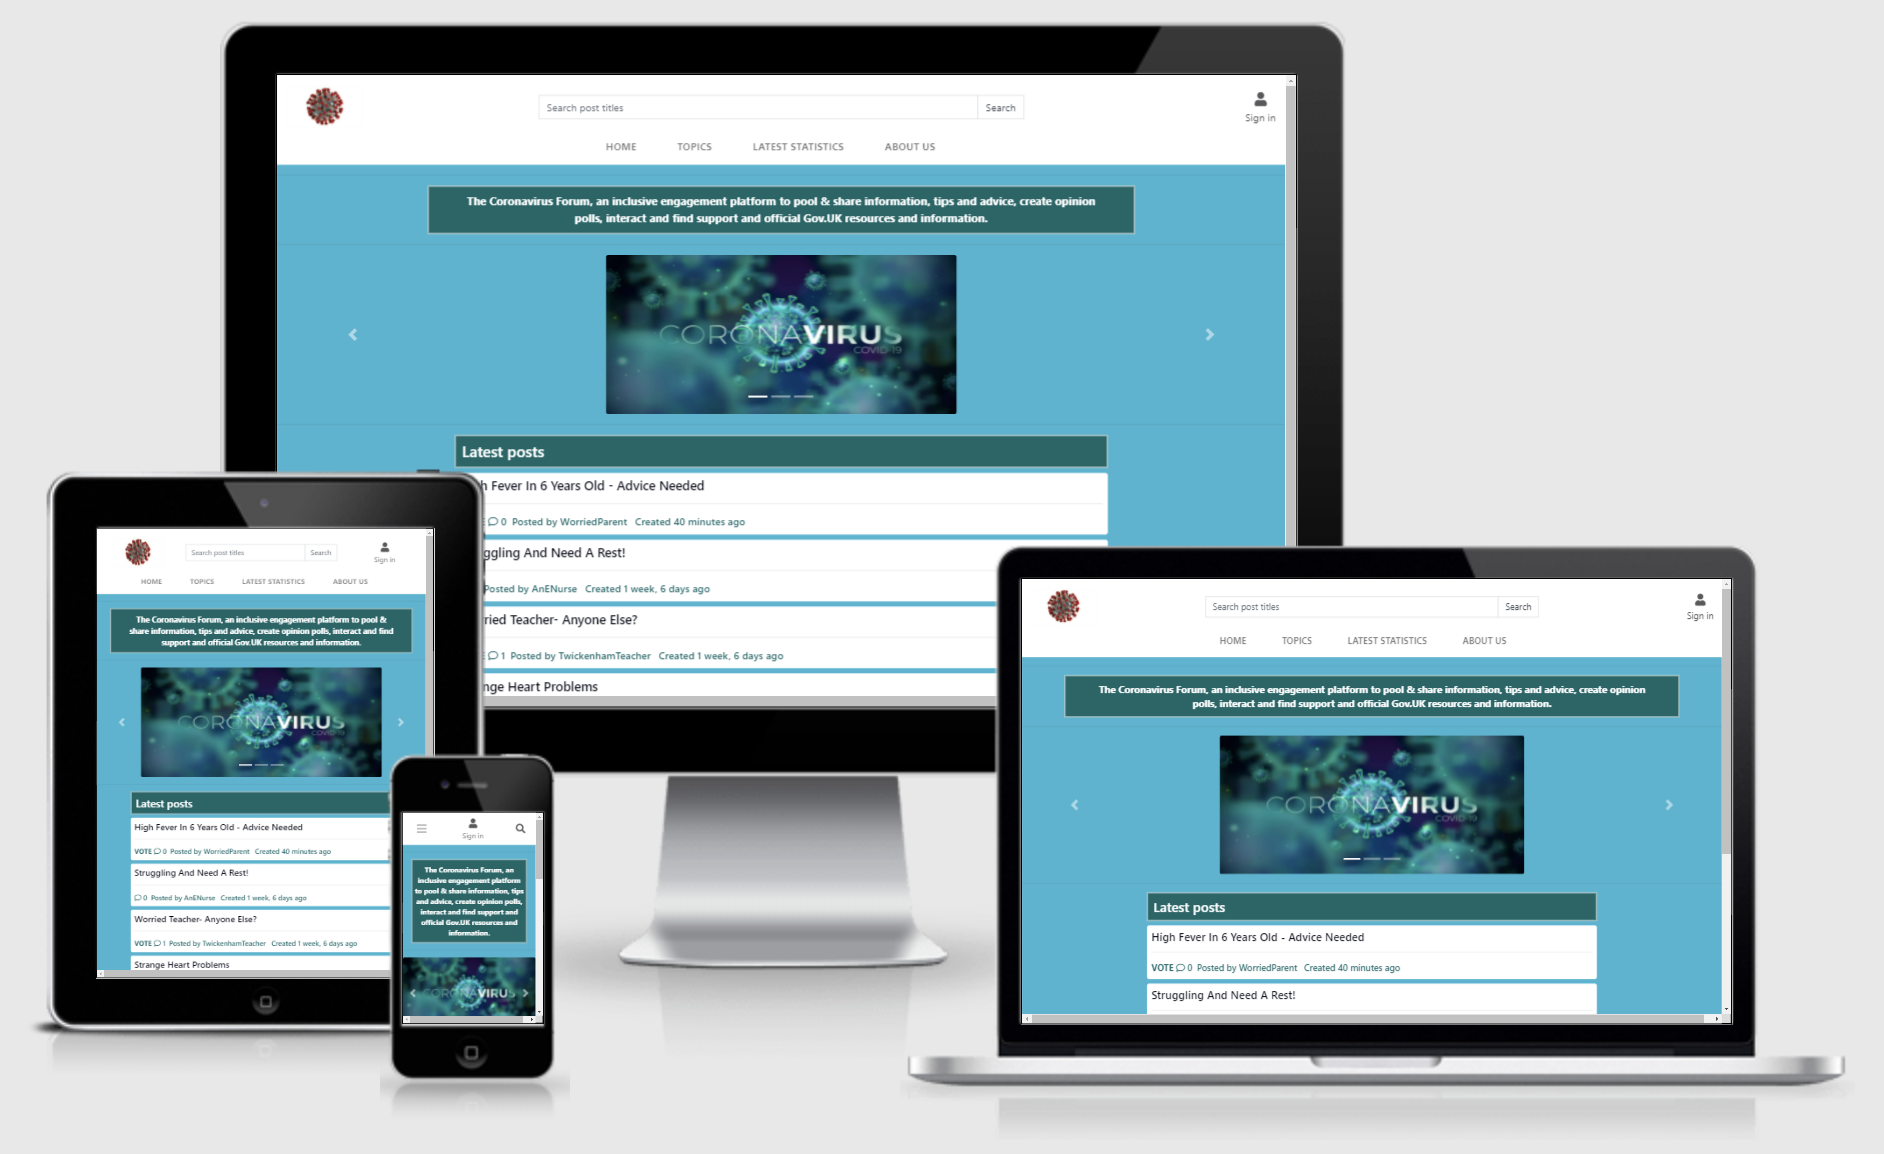 Search post titles
Search
Sign in
HOME TOPICS LATEST STATISTICS ABOUT US
The Coronavirus Forum, an inclusive engagement platform to pool & share information, tips and advice, create opinion
polls, interact and find support and official Gov.UK resources and information.
CORONAVIRUS
COVID-19
Latest posts
h Fever In 6 Years Old - Advice Needed
0 Posted by WorriedParent Created 40 minutes ago
ggling And Need A Rest!
Posted by AnENurse Created 1 week, 6 days ago
ried Teacher- Anyone Else?
1 Posted by TwickenhamTeacher Created 1 week, 6 days ago
nge Heart Problems
Search post titles
Search
Sign in
HOME TOPICS LATEST STATISTICS ABOUT US
The Coronavirus Forum, an inclusive engagement platform to pool &
share information, tips and advice, create opinion polls, interact and find
support and official Gov.UK resources and information.
CORONAVIRUS
COVID-19
Latest posts
High Fever In 6 Years Old - Advice Needed
VOTE 0 Posted by WorriedParent Created 40 minutes ago
Struggling And Need A Rest!
0 Posted by AnENurse Created 1 week, 6 days ago
Worried Teacher- Anyone Else?
VOTE 1 Posted by TwickenhamTeacher Created 1 week, 6 days ago
Strange Heart Problems
Sign in
The Coronavirus Forum, an
inclusive engagement platform
to pool & share information, tips
and advice, create opinion polls,
interact and find support and
official Gov.UK resources and
information.
CORONAVIRUS
Search post titles
Search
Sign in
HOME TOPICS LATEST STATISTICS ABOUT US
The Coronavirus Forum, an inclusive engagement platform to pool & share information, tips and advice, create opinion
polls, interact and find support and official Gov.UK resources and information.
CORONAVIRUS
COVID-19
Latest posts
High Fever In 6 Years Old - Advice Needed
VOTE 0 Posted by WorriedParent Created 40 minutes ago
Struggling And Need A Rest!